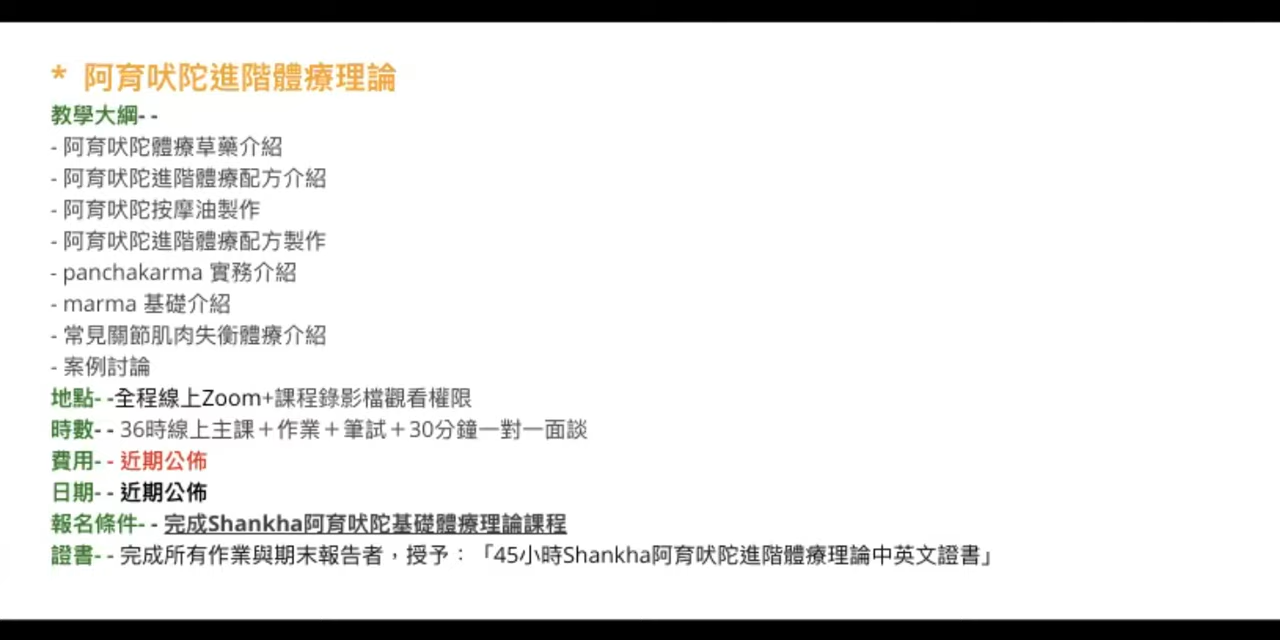 * 阿育吠陀進階體療理論
教學大綱- -
- 阿育吠陀體療草藥介紹
- 阿育吠陀進階體療配方介紹
- 阿育吠陀按摩油製作
- 阿育吠陀進階體療配方製作
- panchakarma 實務介紹
- marma 基礎介紹
- 常見關節肌肉失衡體療介紹
- 案例討論
地點- -全程線上Zoom+課程錄影檔觀看權限
時數- - 36時線上主課＋作業＋筆試＋30分鐘一對一面談
費用- - 近期公佈
日期- - 近期公佈
報名條件- - 完成Shankha阿育吠陀基礎體療理論課程
證書- - 完成所有作業與期末報告者，授予：「45小時Shankha阿育吠陀進階體療理論中英文證書」